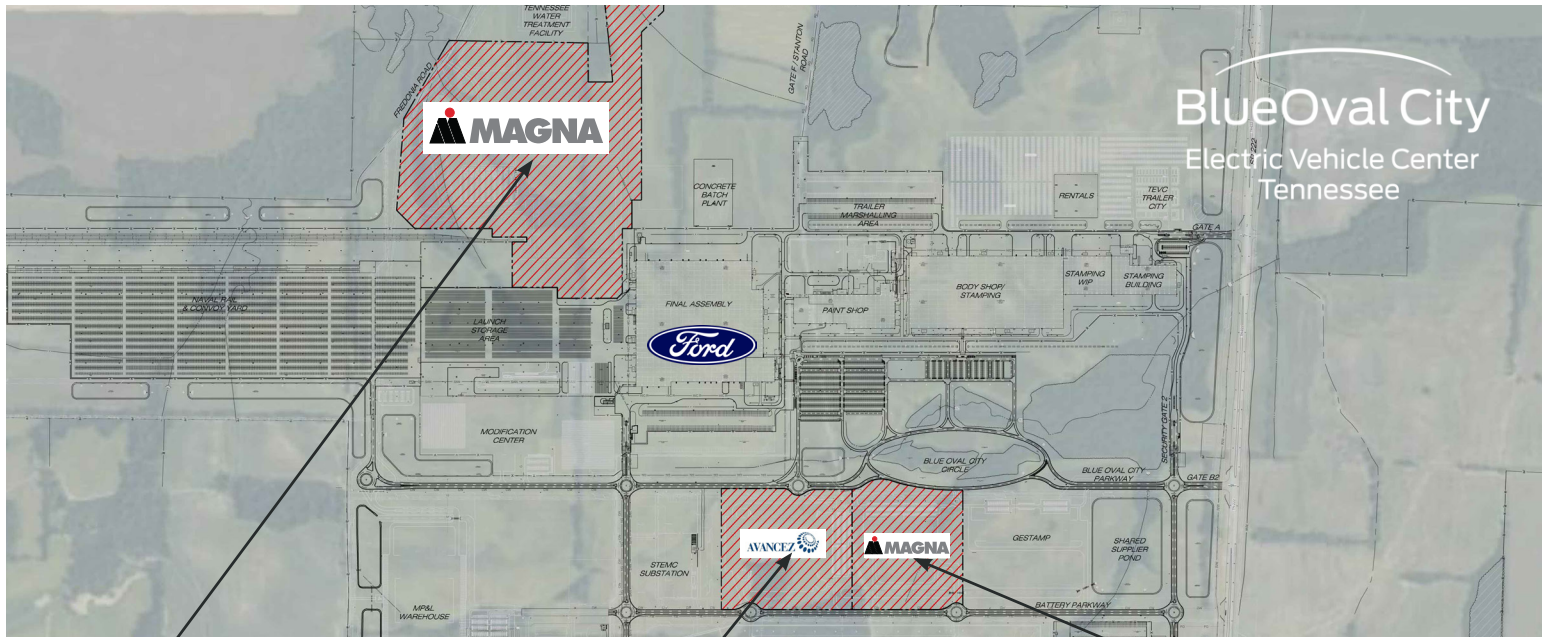 TENNESSEE
WATER
TREATMENT
FACILITY
FREDONIA ROAD
GATE F / STANTON
ROAD
MAGNA
BlueOval City
Electric Vehicle Center
Tennessee
SR 222
CONCRETE
BATCH
PLANT
TRAILER
MARSHALLING
AREA
RENTALS
TEVC
TRAILER
CITY
GATE A
NAVAL RAIL
& CONVOY YARD
LAUNCH
STORAGE
AREA
FINAL ASSEMBLY
Ford
PAINT SHOP
BODY SHOP/
STAMPING
STAMPING
WIP
STAMPING
BUILDING
MODIFICATION
CENTER
BLUE OVAL CITY
CIRCLE
SECURITY GATE 2
BLUE OVAL CITY
PARKWAY
GATE B2
STEMC
SUBSTATION
AVANCEZ
MAGNA
GESTAMP
SHARED
SUPPLIER
POND
MP&L
WAREHOUSE
BATTERY PARKWAY